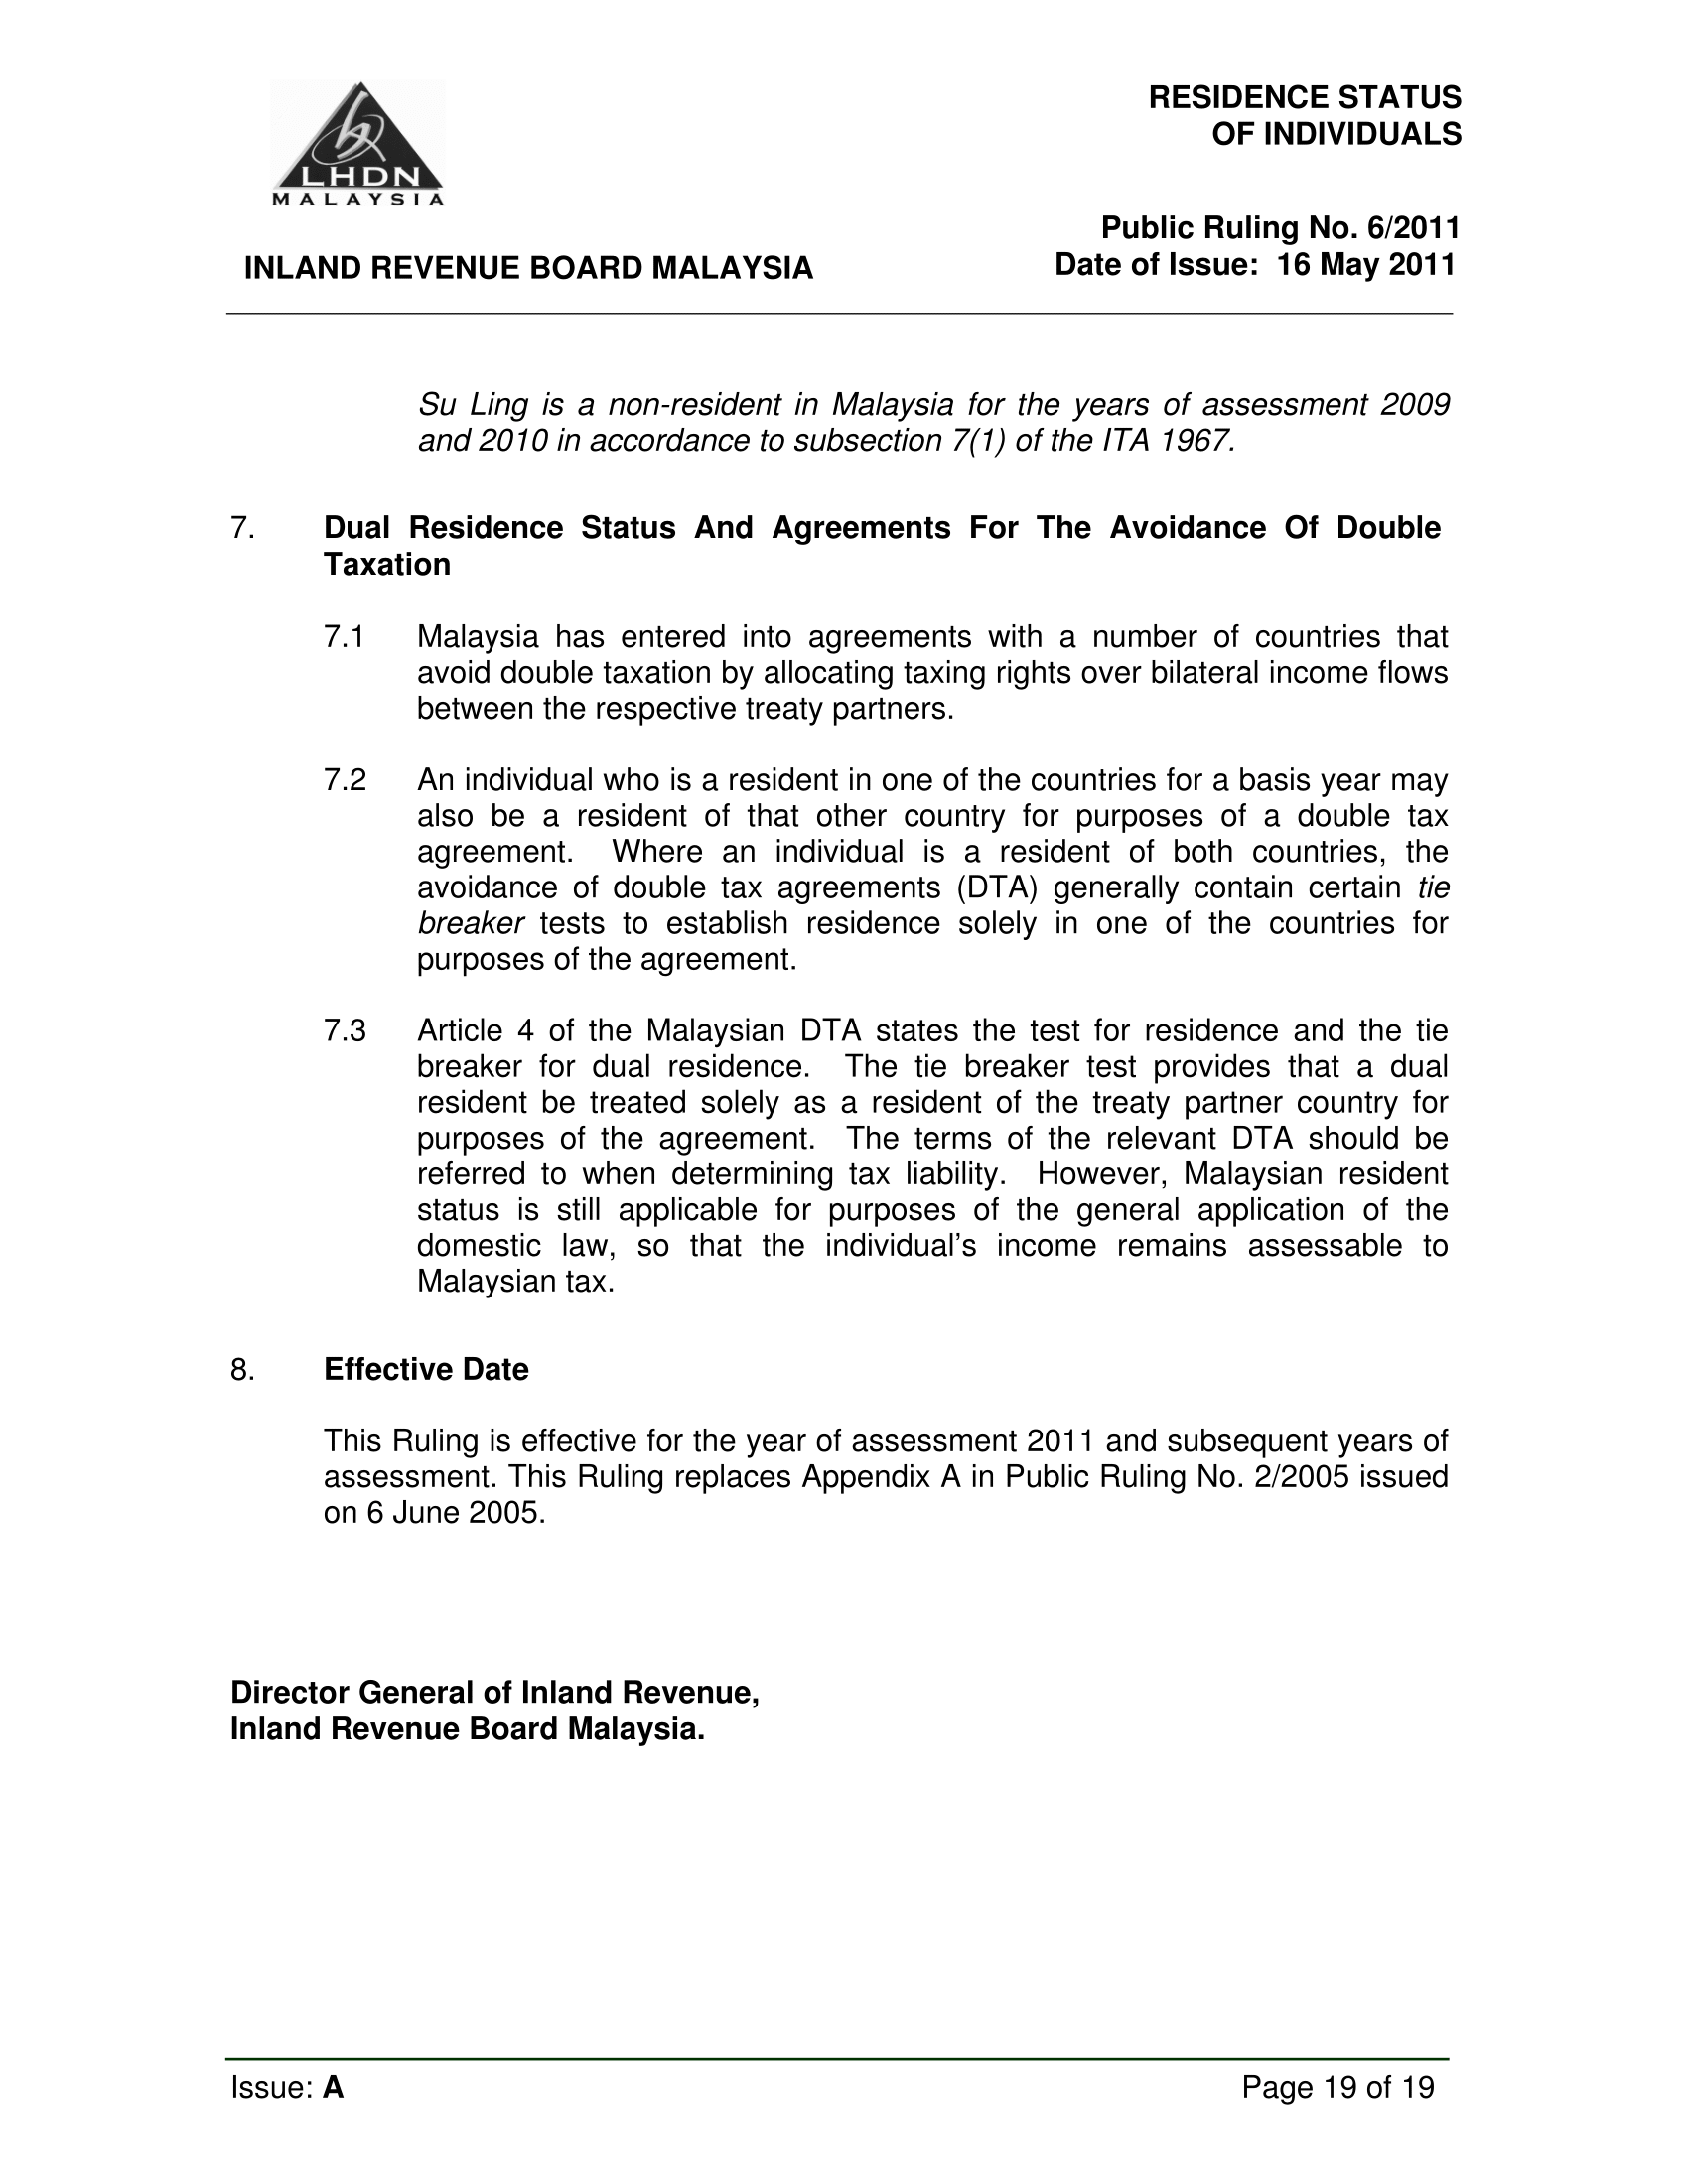 LHDN
MALAYSIA
RESIDENCE STATUS
OF INDIVIDUALS
Public Ruling No. 6/2011
INLAND REVENUE BOARD MALAYSIA
Date of Issue: 16 May 2011
Su Ling is a non-resident in Malaysia for the years of assessment 2009
and 2010 in accordance to subsection 7(1) of the ITA 1967.
7. Dual Residence Status And Agreements For The Avoidance Of Double
Taxation
7.1 Malaysia has entered into agreements with a number of countries that
avoid double taxation by allocating taxing rights over bilateral income flows
between the respective treaty partners.
7.2 An individual who is a resident in one of the countries for a basis year may
also be a resident of that other country for purposes of a double tax
agreement. Where an individual is a resident of both countries, the
avoidance of double tax agreements (DTA) generally contain certain tie
breaker tests to establish residence solely in one of the countries for
purposes of the agreement.
7.3 Article 4 of the Malaysian DTA states the test for residence and the tie
breaker for dual residence. The tie breaker test provides that a dual
resident be treated solely as a resident of the treaty partner country for
purposes of the agreement. The terms of the relevant DTA should be
referred to when determining tax liability. However, Malaysian resident
status is still applicable for purposes of the general application of the
domestic law, so that the individual's income remains assessable to
Malaysian tax.
8. Effective Date
This Ruling is effective for the year of assessment 2011 and subsequent years of
assessment. This Ruling replaces Appendix A in Public Ruling No. 2/2005 issued
on 6 June 2005.
Director General of Inland Revenue,
Inland Revenue Board Malaysia.
Issue: A
Page 19 of 19